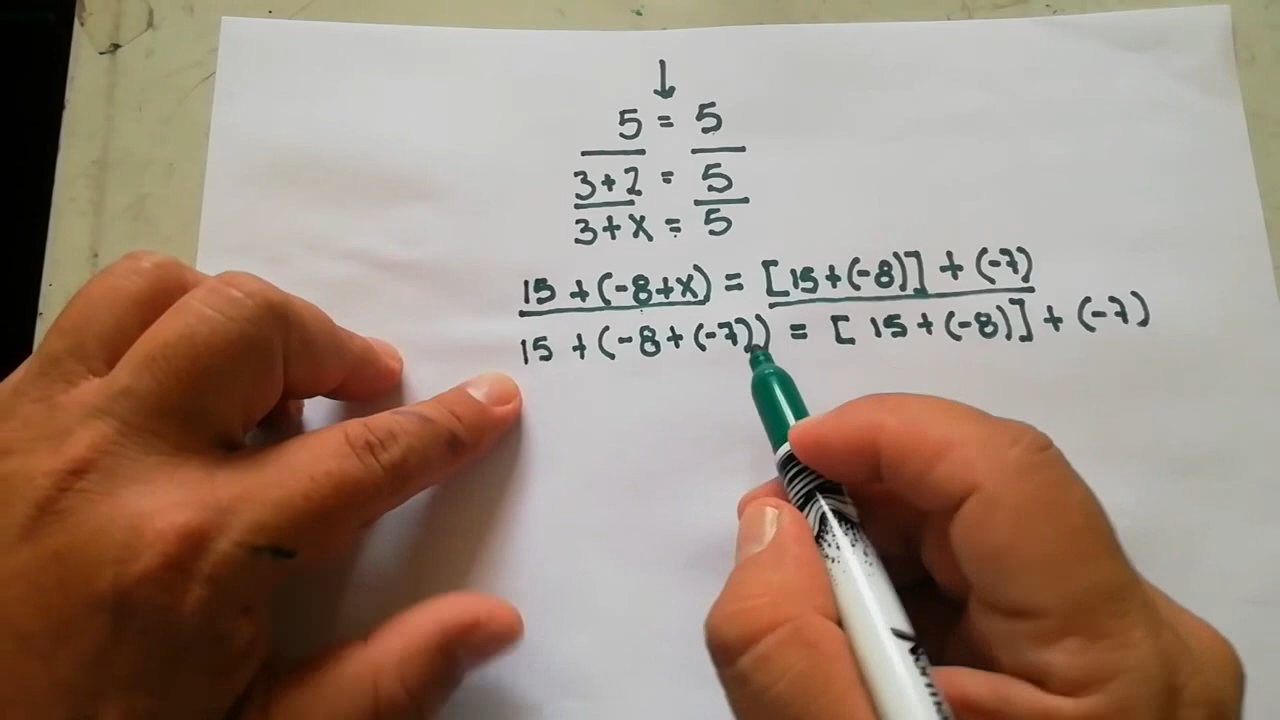 ↓
5 = 5
3+2 = 5
3+x = 5
15 +(-8+x) = [15+(-8)] + (-7)
15 +(-8+(-7)) = [ 15+(-8)] + (-7)